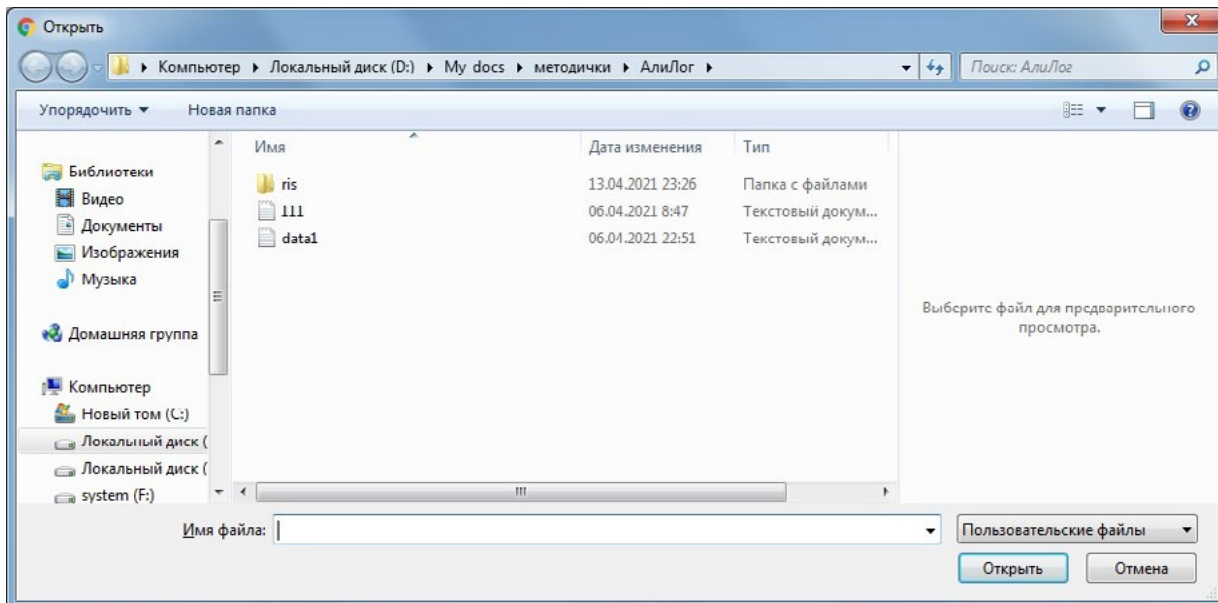 Открыть
Компьютер Локальный диск (D:) My docs методички АлиЛог
Поиск: АлиЛог
Упорядочить Новая папка
Имя Дата изменения Тип
ris 13.04.2021 23:26 Папка с файлами
111 06.04.2021 8:47 Текстовый докум...
data1 06.04.2021 22:51 Текстовый докум...
Библиотеки
Видео
Документы
Изображения
Музыка
Домашняя группа
Компьютер
Новый том (C:)
Локальный диск (
Локальный диск (
system (F:)
Выберите файл для предварительного
просмотра.
Имя файла:
Пользовательские файлы
Открыть Отмена